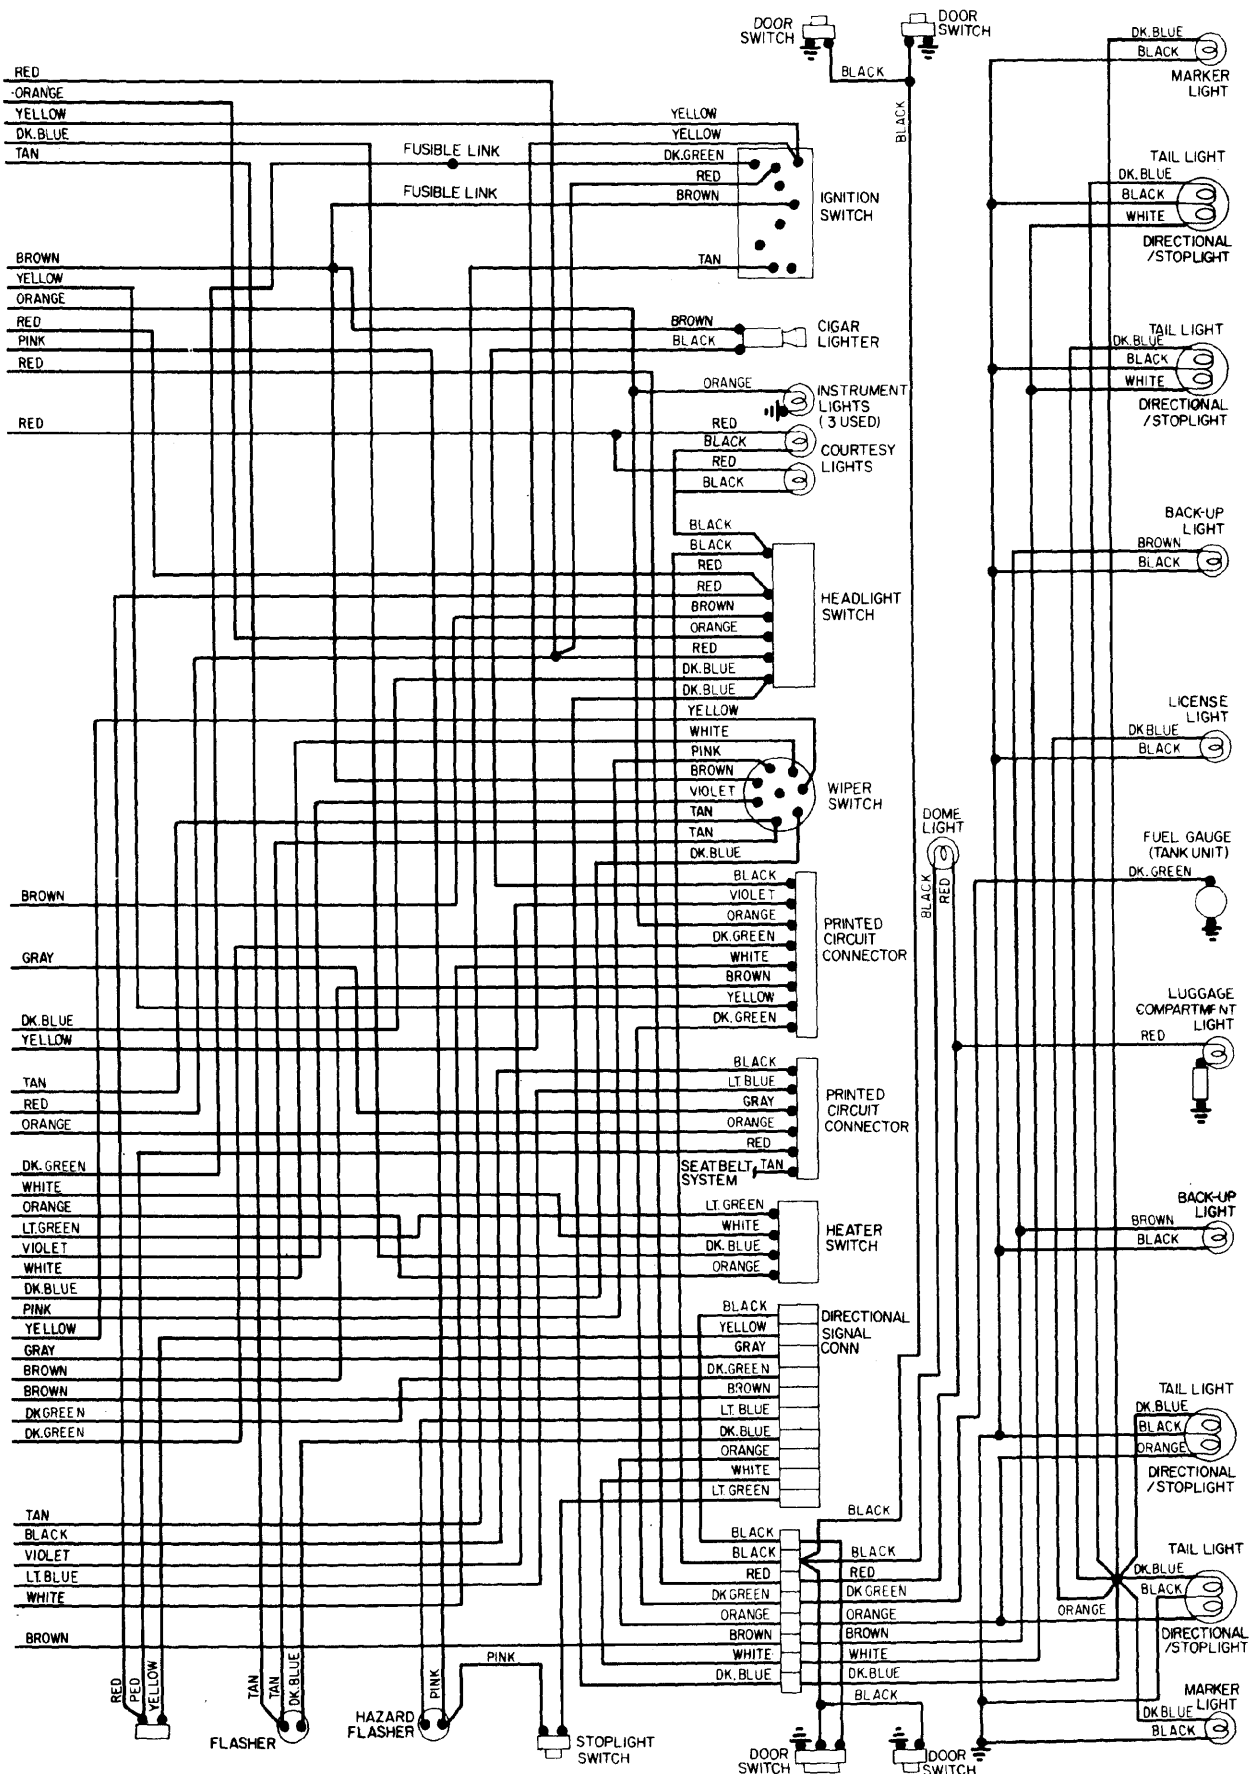 DOOR
SWITCH
DOOR
SWITCH
BLACK
BLACK
RED
ORANGE
YELLOW
DK.BLUE
TAN
FUSIBLE LINK
FUSIBLE LINK
YELLOW
YELLOW
DK.GREEN
RED
BROWN
TAN
IGNITION
SWITCH
BROWN
YELLOW
ORANGE
RED
PINK
RED
RED
BROWN
BLACK
CIGAR
LIGHTER
ORANGE
INSTRUMENT
LIGHTS
(3 USED)
RED
BLACK
RED
BLACK
COURTESY
LIGHTS
BLACK
BLACK
RED
RED
BROWN
ORANGE
RED
DK.BLUE
DK.BLUE
HEADLIGHT
SWITCH
YELLOW
WHITE
PINK
BROWN
VIOLET
TAN
TAN
DK.BLUE
WIPER
SWITCH
BROWN
GRAY
DK.BLUE
YELLOW
TAN
RED
ORANGE
DK.GREEN
WHITE
ORANGE
LT.GREEN
VIOLET
WHITE
DK.BLUE
PINK
YELLOW
GRAY
BROWN
BROWN
DKGREEN
DK.GREEN
TAN
BLACK
VIOLET
LT.BLUE
WHITE
BROWN
BLACK
VIOLET
ORANGE
DK.GREEN
WHITE
BROWN
YELLOW
DK.GREEN
PRINTED
CIRCUIT
CONNECTOR
BLACK
LT.BLUE
GRAY
ORANGE
RED
SEATBELT TAN
SYSTEM
PRINTED
CIRCUIT
CONNECTOR
LT.GREEN
WHITE
DK.BLUE
ORANGE
HEATER
SWITCH
BLACK
YELLOW
GRAY
DK.GREEN
BROWN
LT BLUE
DK.BLUE
ORANGE
WHITE
LT GREEN
DIRECTIONAL
SIGNAL
CONN
BLACK
BLACK
RED
DKGREEN
ORANGE
BROWN
WHITE
DK.BLUE
BLACK
BLACK
RED
DKGREEN
ORANGE
BROWN
WHITE
DK.BLUE
BLACK
RED
PED
YELLOW
TAN
TAN
DK.BLUE
FLASHER
PINK
HAZARD
FLASHER
PINK
STOPLIGHT
SWITCH
DOOR
SWITCH
DOOR
SWITCH
DOME
LIGHT
BLACK
RED
DK.BLUE
BLACK
MARKER
LIGHT
TAIL LIGHT
DK.BLUE
BLACK
WHITE
DIRECTIONAL
/STOPLIGHT
TAIL LIGHT
DK.BLUE
BLACK
WHITE
DIRECTIONAL
/STOPLIGHT
BACK-UP
LIGHT
BROWN
BLACK
LICENSE
LIGHT
DKBLUE
BLACK
FUEL GAUGE
(TANK UNIT)
DK.GREEN
LUGGAGE
COMPARTMENT
LIGHT
RED
BACK-UP
LIGHT
BROWN
BLACK
TAIL LIGHT
DK.BLUE
BLACK
ORANGE
DIRECTIONAL
/STOPLIGHT
TAIL LIGHT
DK.BLUE
BLACK
ORANGE
DIRECTIONAL
/STOPLIGHT
MARKER
LIGHT
DKBLUE
BLACK